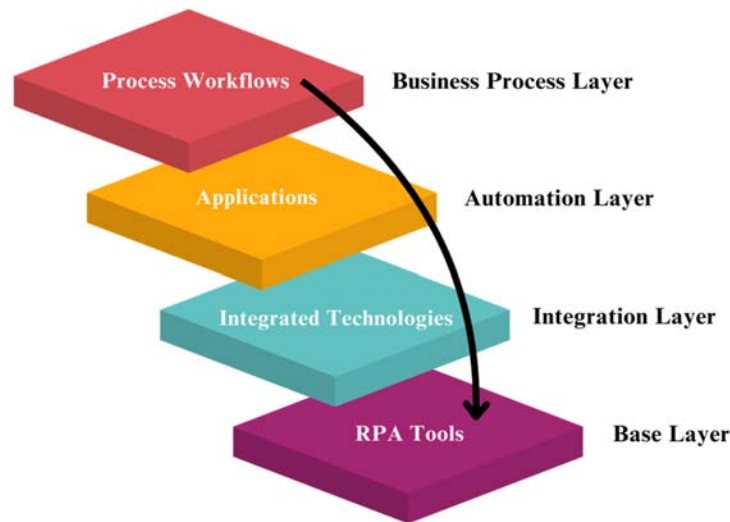 Process Workflows
Business Process Layer
Applications
Automation Layer
Integrated Technologies
Integration Layer
RPA Tools
Base Layer